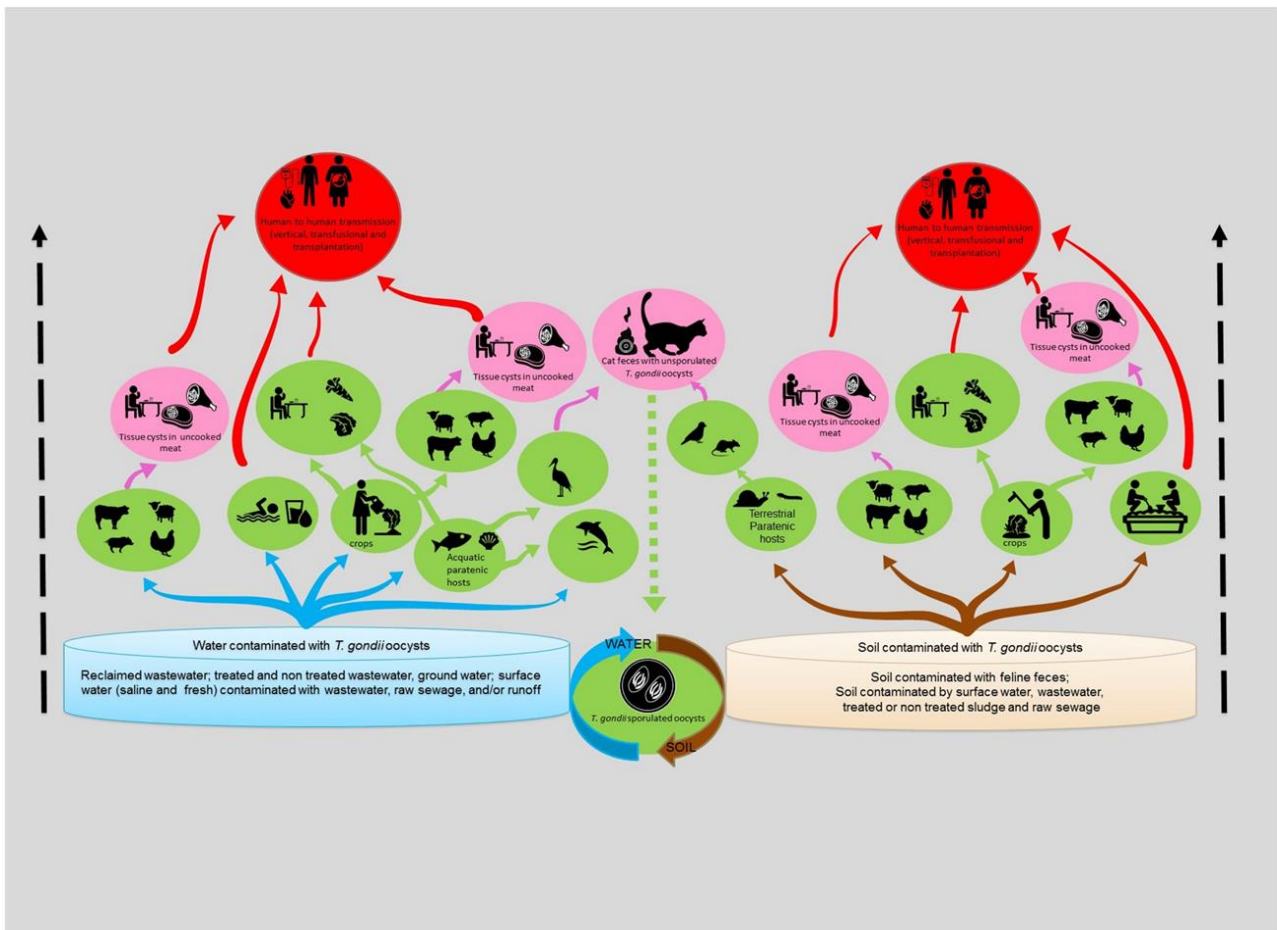 Human to human transmission
(vertical, transfusional and
transplantation)
Human to human transmission
(vertical, transfusional and
transplantation)
Tissue cysts in uncooked
meat
Cat feces with unsporulated
T. gondii oocysts
Tissue cysts in uncooked
meat
Tissue cysts in uncooked
meat
Tissue cysts in uncooked
meat
crops
Acquatic
paratenic
hosts
Terrestrial
Paratenic
hosts
crops
Water contaminated with T. gondii oocysts
Reclaimed wastewater; treated and non treated wastewater, ground water; surface
water (saline and fresh) contaminated with wastewater, raw sewage, and/or runoff
WATER
T. gondii sporulated oocysts
SOIL
Soil contaminated with T. gondii oocysts
Soil contaminated with feline feces;
Soil contaminated by surface water, wastewater,
treated or non treated sludge and raw sewage